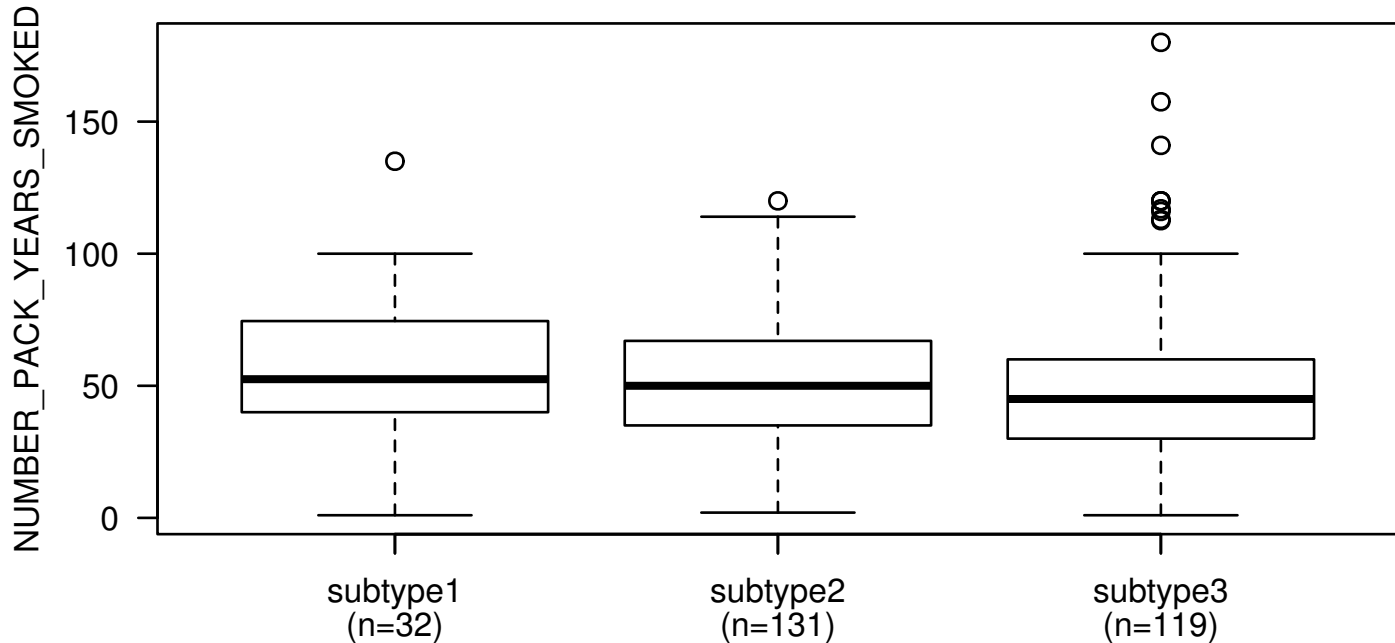 NUMBER_PACK_YEARS_SMOKED
150
100
50
0
subtype1
(n=32)
subtype2
(n=131)
subtype3
(n=119)